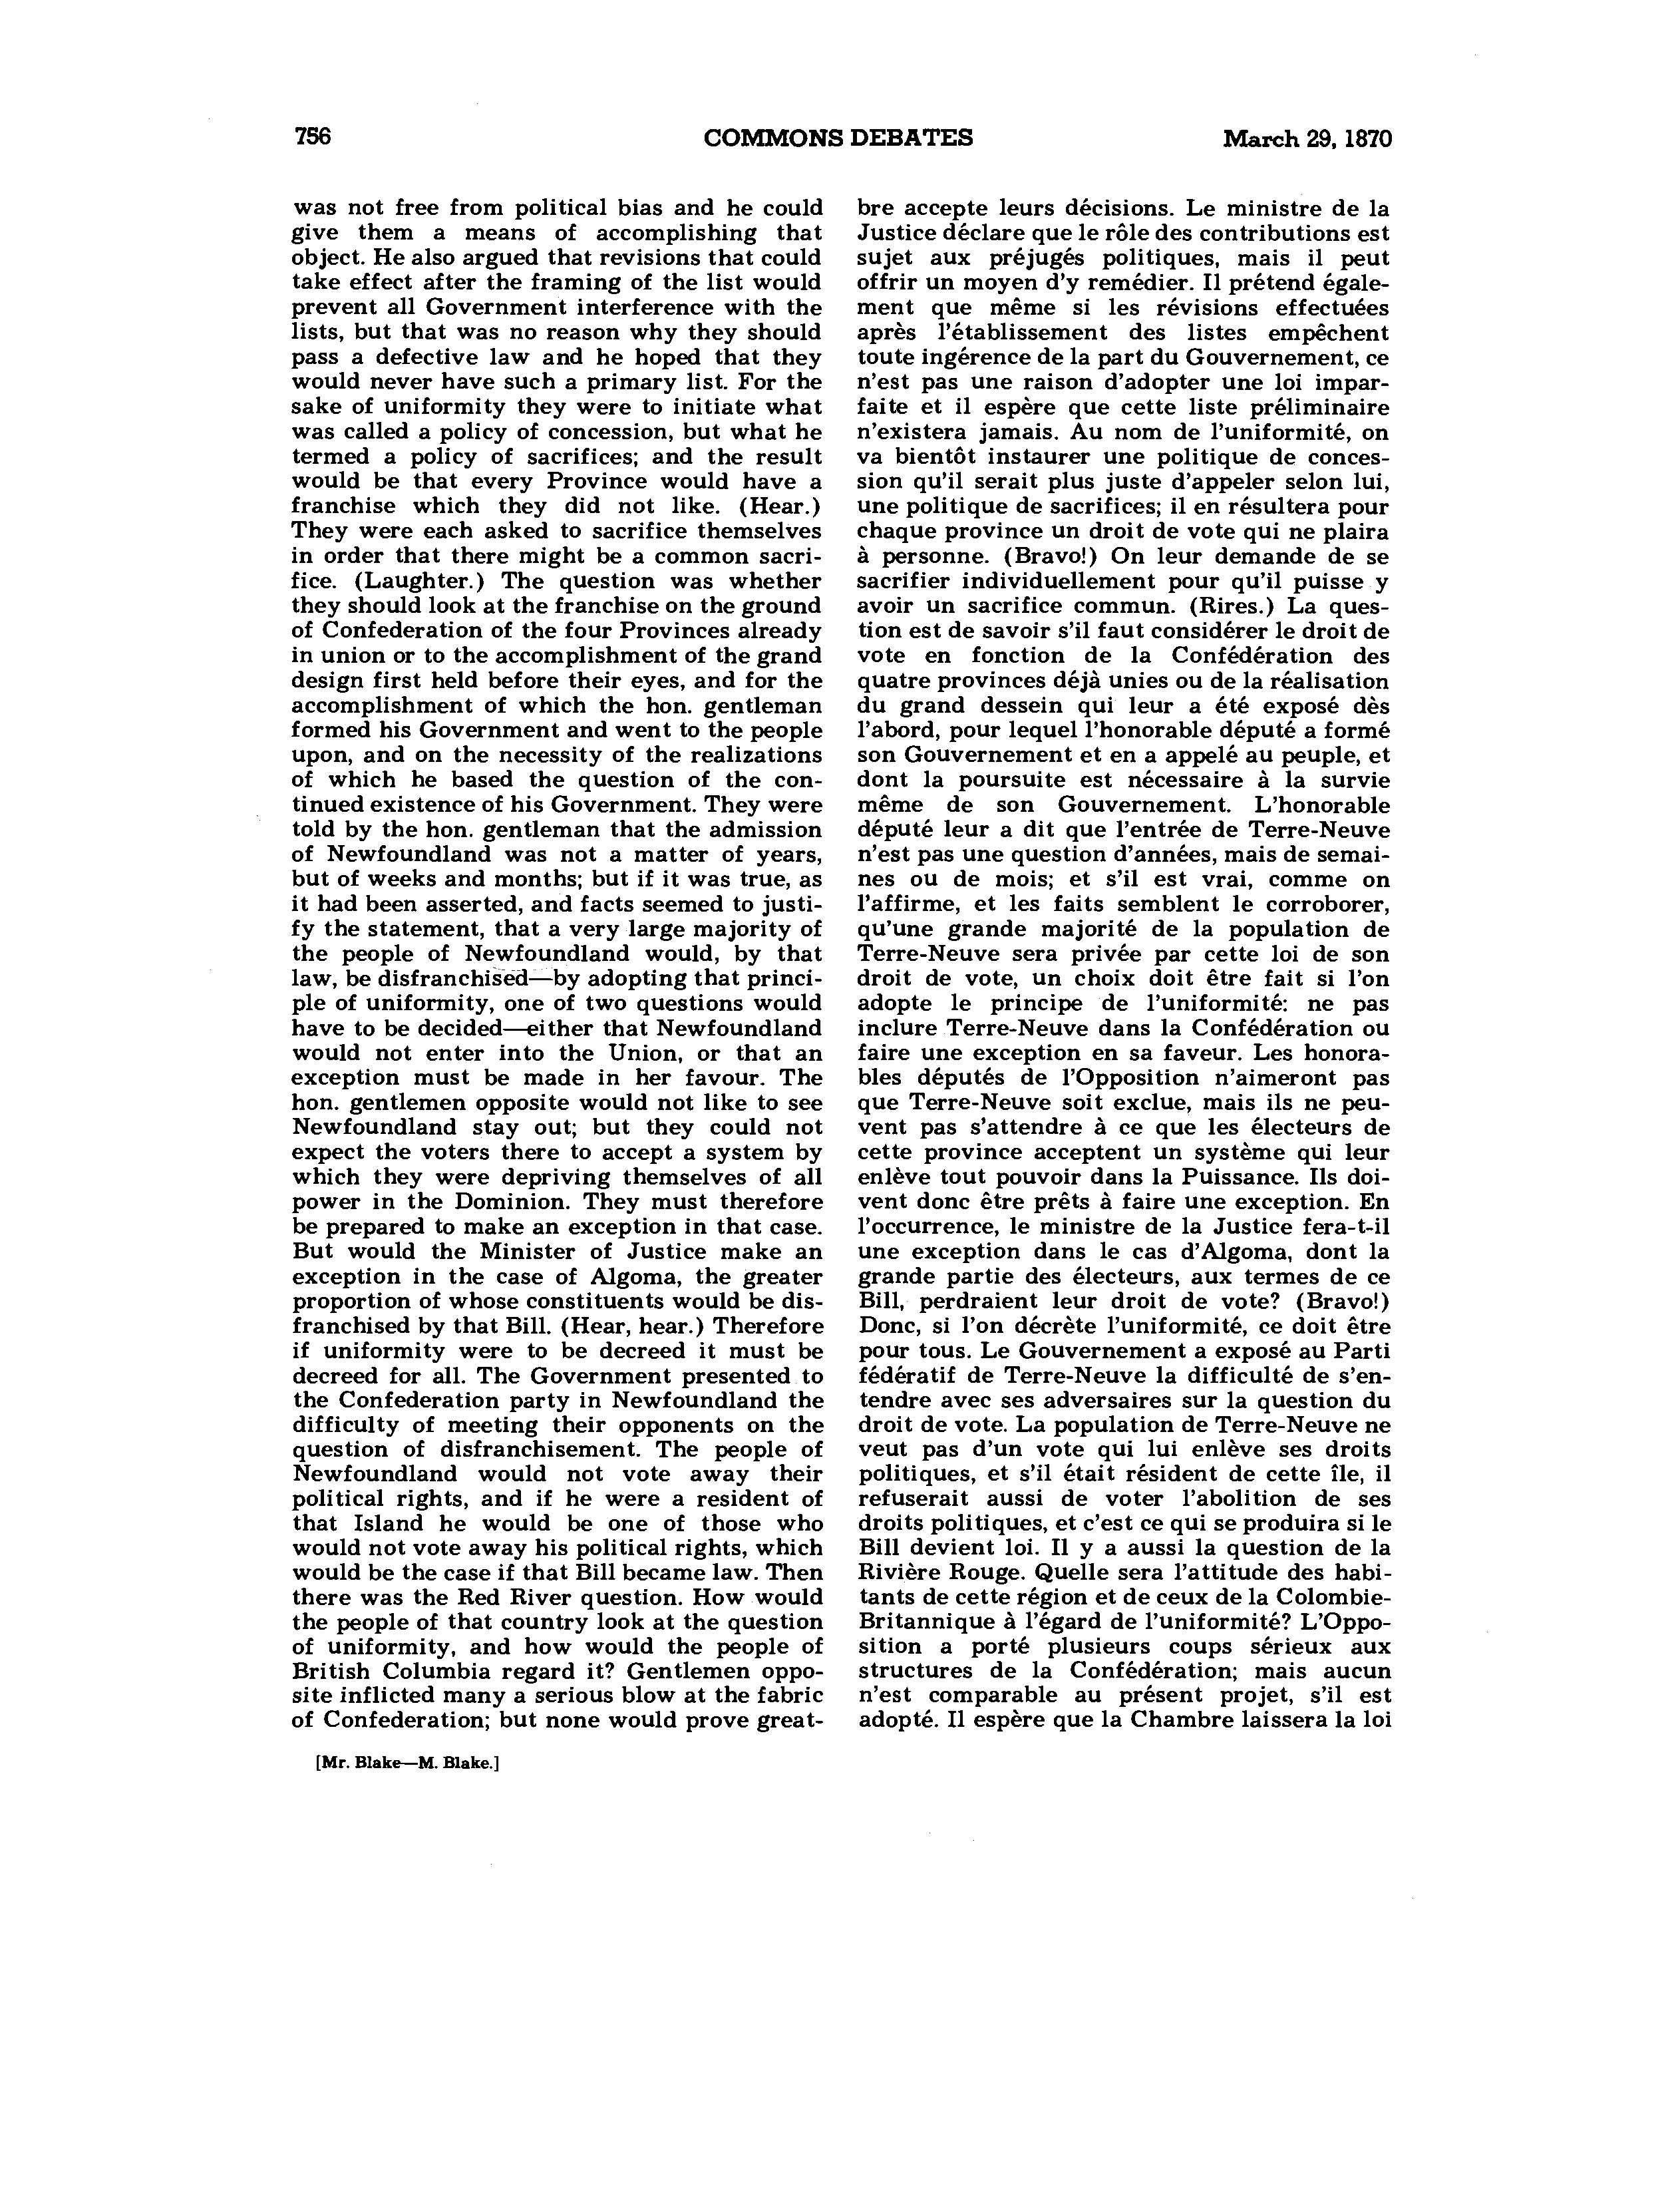 756
COMMONS DEBATES
March 29, 1870
was not free from political bias and he could
give them a means of accomplishing that
object. He also argued that revisions that could
take effect after the framing of the list would
prevent all Government interference with the
lists, but that was no reason why they should
pass a defective law and he hoped that they
would never have such a primary list. For the
sake of uniformity they were to initiate what
was called a policy of concession, but what he
termed a policy of sacrifices; and the result
would be that every Province would have a
franchise which they did not like. (Hear.)
They were each asked to sacrifice themselves
in order that there might be a common sacri-
fice. (Laughter.) The question was whether
they should look at the franchise on the ground
of Confederation of the four Provinces already
in union or to the accomplishment of the grand
design first held before their eyes, and for the
accomplishment of which the hon. gentleman
formed his Government and went to the people
upon, and on the necessity of the realizations
of which he based the question of the con-
tinued existence of his Government. They were
told by the hon. gentleman that the admission
of Newfoundland was not a matter of years,
but of weeks and months; but if it was true, as
it had been asserted, and facts seemed to justi-
fy the statement, that a very large majority of
the people of Newfoundland would, by that
law, be disfranchised—by adopting that princi-
ple of uniformity, one of two questions would
have to be decided—either that Newfoundland
would not enter into the Union, or that an
exception must be made in her favour. The
hon. gentlemen opposite would not like to see
Newfoundland stay out; but they could not
expect the voters there to accept a system by
which they were depriving themselves of all
power in the Dominion. They must therefore
be prepared to make an exception in that case.
But would the Minister of Justice make an
exception in the case of Algoma, the greater
proportion of whose constituents would be dis-
franchised by that Bill. (Hear, hear.) Therefore
if uniformity were to be decreed it must be
decreed for all. The Government presented to
the Confederation party in Newfoundland the
difficulty of meeting their opponents on the
question of disfranchisement. The people of
Newfoundland would not vote away their
political rights, and if he were a resident of
that Island he would be one of those who
would not vote away his political rights, which
would be the case if that Bill became law. Then
there was the Red River question. How would
the people of that country look at the question
of uniformity, and how would the people of
British Columbia regard it? Gentlemen oppo-
site inflicted many a serious blow at the fabric
of Confederation; but none would prove great-
bre accepte leurs décisions. Le ministre de la
Justice déclare que le rôle des contributions est
sujet aux préjugés politiques, mais il peut
offrir un moyen d'y remédier. Il prétend égale-
ment que même si les révisions effectuées
après l'établissement des listes empêchent
toute ingérence de la part du Gouvernement, ce
n'est pas une raison d'adopter une loi impar-
faite et il espère que cette liste préliminaire
n'existera jamais. Au nom de l'uniformité, on
va bientôt instaurer une politique de conces-
sion qu'il serait plus juste d'appeler selon lui,
une politique de sacrifices; il en résultera pour
chaque province un droit de vote qui ne plaira
à personne. (Bravo!) On leur demande de se
sacrifier individuellement pour qu'il puisse y
avoir un sacrifice commun. (Rires.) La ques-
tion est de savoir s'il faut considérer le droit de
vote en fonction de la Confédération des
quatre provinces déjà unies ou de la réalisation
du grand dessein qui leur a été exposé dès
l'abord, pour lequel l'honorable député a formé
son Gouvernement et en a appelé au peuple, et
dont la poursuite est nécessaire à la survie
même de son Gouvernement. L'honorable
député leur a dit que l'entrée de Terre-Neuve
n'est pas une question d'années, mais de semai-
nes ou de mois; et s'il est vrai, comme on
l'affirme, et les faits semblent le corroborer,
qu'une grande majorité de la population de
Terre-Neuve sera privée par cette loi de son
droit de vote, un choix doit être fait si l'on
adopte le principe de l'uniformité: ne pas
inclure Terre-Neuve dans la Confédération ou
faire une exception en sa faveur. Les honora-
bles députés de l'Opposition n'aimeront pas
que Terre-Neuve soit exclue, mais ils ne peu-
vent pas s'attendre à ce que les électeurs de
cette province acceptent un système qui leur
enlève tout pouvoir dans la Puissance. Ils doi-
vent donc être prêts à faire une exception. En
l'occurrence, le ministre de la Justice fera-t-il
une exception dans le cas d'Algoma, dont la
grande partie des électeurs, aux termes de ce
Bill, perdraient leur droit de vote? (Bravo!)
Donc, si l'on décrète l'uniformité, ce doit être
pour tous. Le Gouvernement a exposé au Parti
fédératif de Terre-Neuve la difficulté de s'en-
tendre avec ses adversaires sur la question du
droit de vote. La population de Terre-Neuve ne
veut pas d'un vote qui lui enlève ses droits
politiques, et s'il était résident de cette île, il
refuserait aussi de voter l'abolition de ses
droits politiques, et c'est ce qui se produira si le
Bill devient loi. Il y a aussi la question de la
Rivière Rouge. Quelle sera l'attitude des habi-
tants de cette région et de ceux de la Colombie-
Britannique à l'égard de l'uniformité? L'Oppo-
sition a porté plusieurs coups sérieux aux
structures de la Confédération; mais aucun
n'est comparable au présent projet, s'il est
adopté. Il espère que la Chambre laissera la loi
[Mr. Blake—M. Blake.]